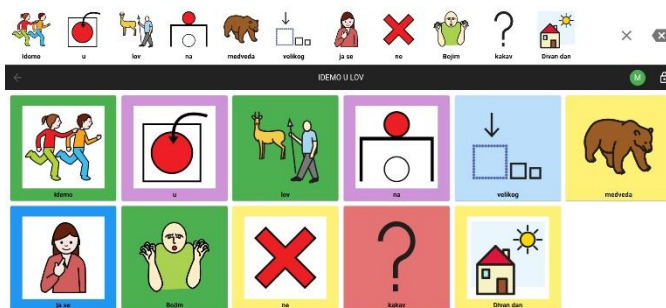 Idemo u lov na medveda velikog ja se ne Bojim kakav Divan dan
IDEMO U LOV M
Idemo u lov na velikog medveda
ja se Bojim ne kakav Divan dan